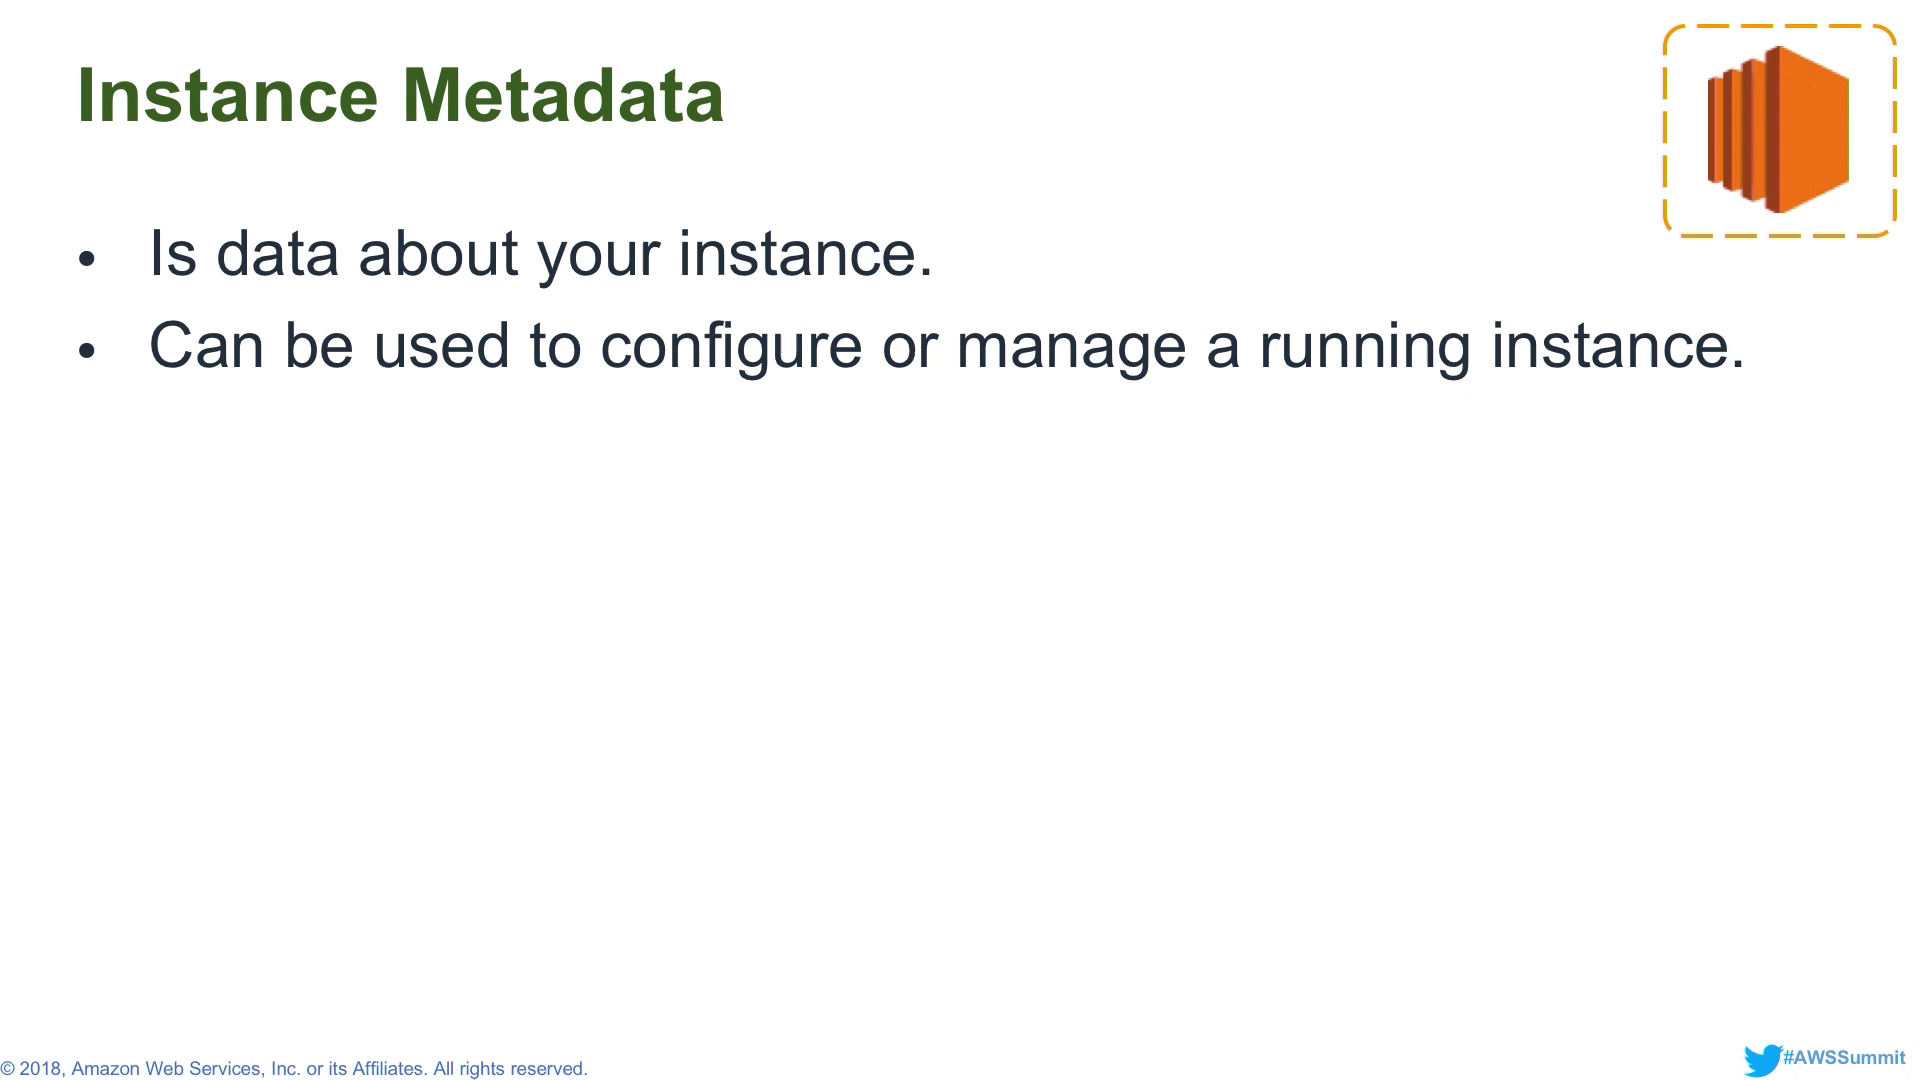 Instance Metadata
• Is data about your instance.
• Can be used to configure or manage a running instance.
© 2018, Amazon Web Services, Inc. or its Affiliates. All rights reserved.
#AWSSummit